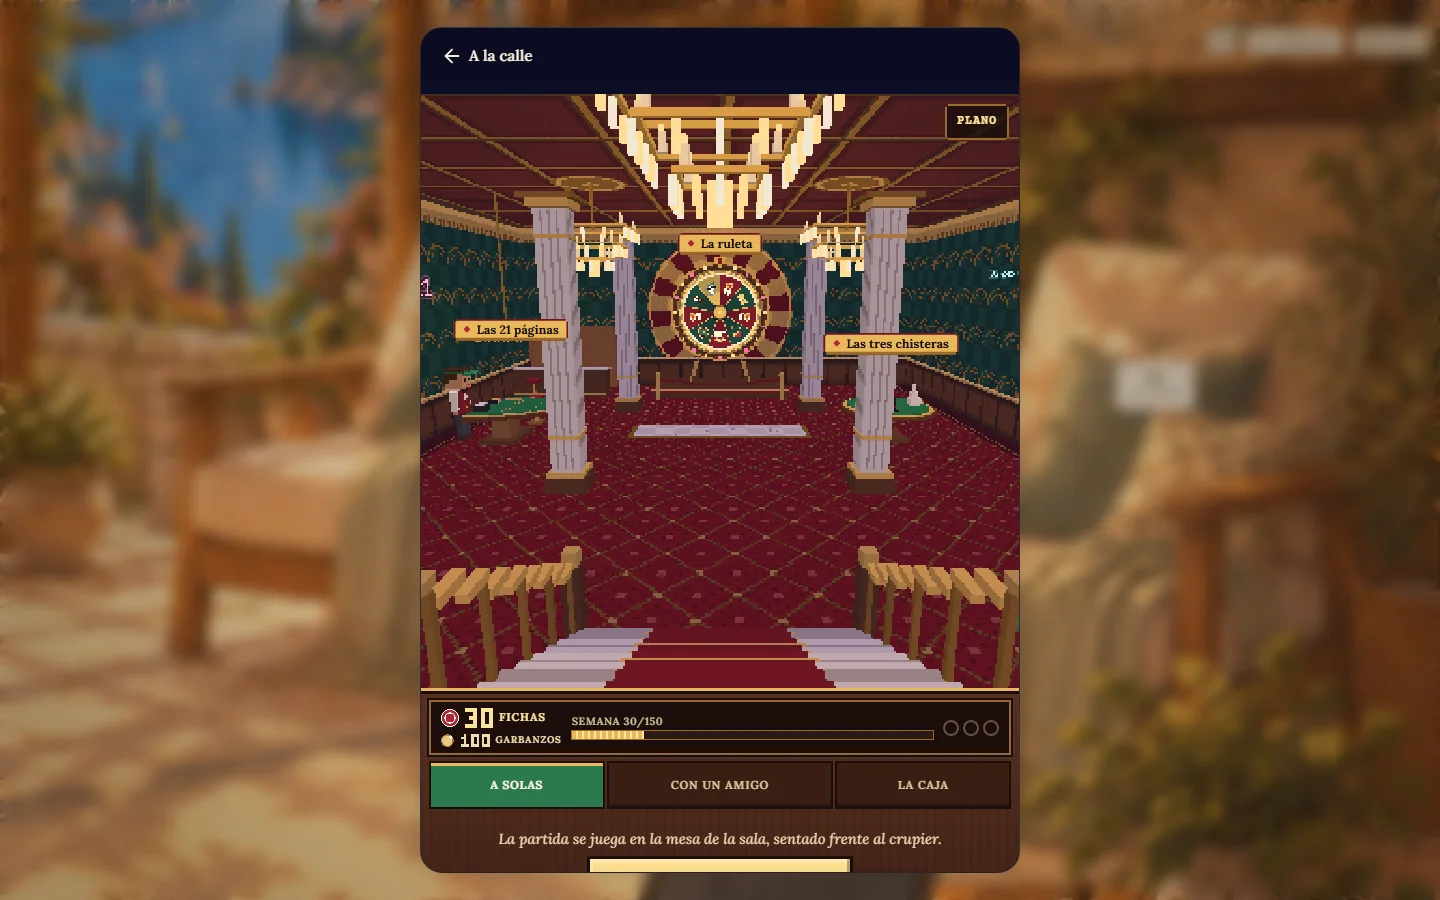 A la calle
PLANO
La ruleta
Las 21 páginas
Las tres chisteras
30 FICHAS
100 GARBANZOS
SEMANA 30/150
A SOLAS
CON UN AMIGO
LA CAJA
La partida se juega en la mesa de la sala, sentado frente al crupier.